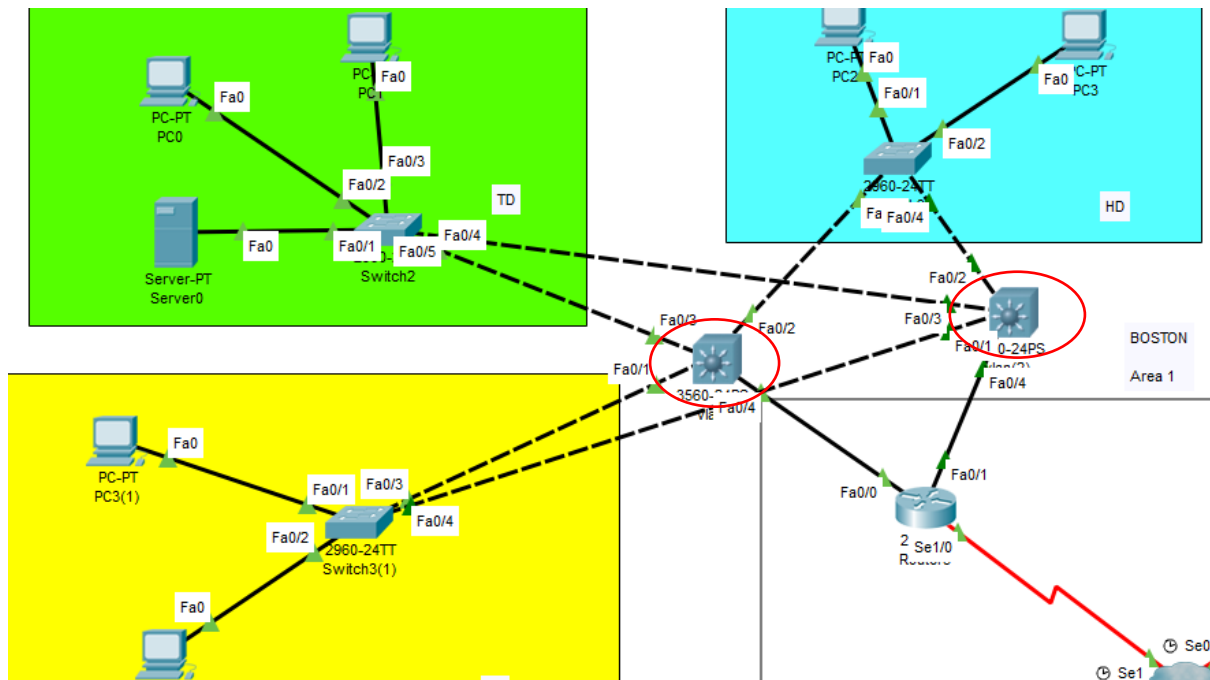 PC-PT
PC0
Fa0
Fa0
PC1
Fa0/3
Fa0/2
TD
Server-PT
Server0
Fa0
Fa0/1
Fa0/5
Fa0/4
Switch2
PC-PT
PC2
Fa0
Fa0/1
Fa0
PC-PT
PC3
Fa0/2
2960-24TT
Fa0/4
HD
Fa0/3
Fa0/2
Fa0/1
Fa0/4
Fa0/2
Fa0/3
Fa0/1
0-24PS
Fa0/4
BOSTON
Area 1
PC-PT
PC3(1)
Fa0
Fa0/1
Fa0/3
Fa0/2
Fa0/4
2960-24TT
Switch3(1)
Fa0
Fa0/0
Fa0/1
2
Se1/0
Se0
Se1